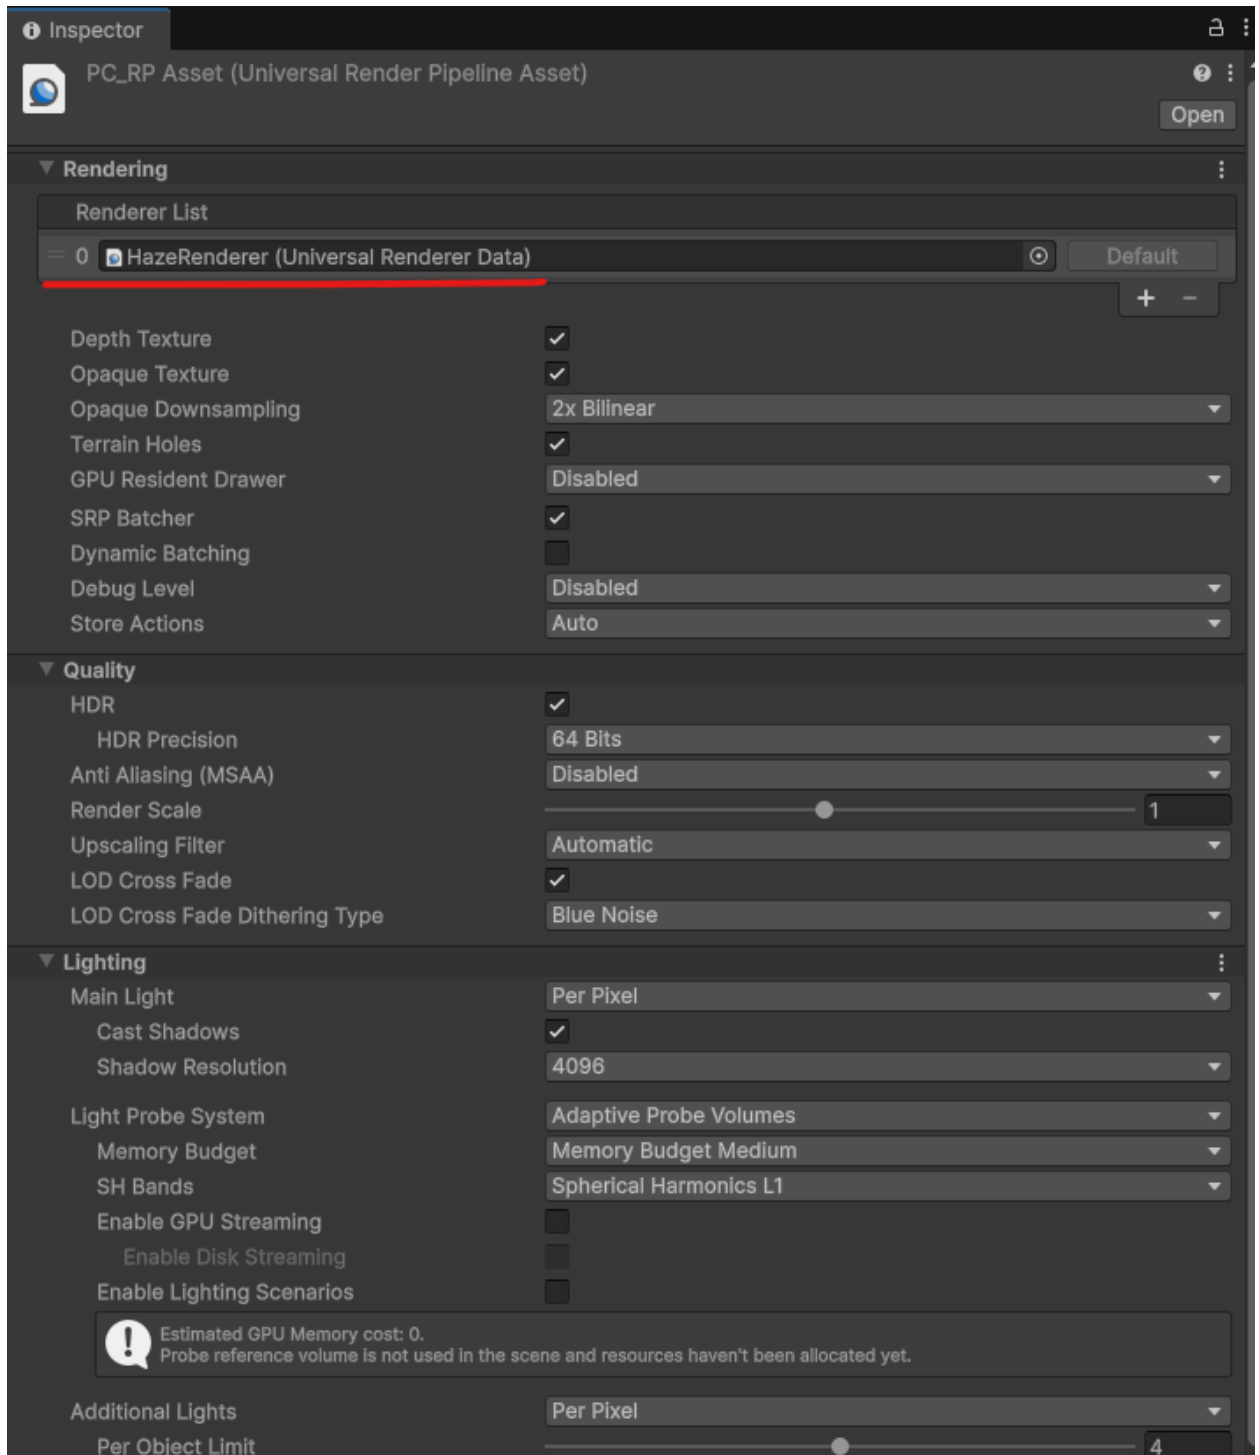 Inspector
PC_RP Asset (Universal Render Pipeline Asset)
Open
Rendering
Renderer List
0 HazeRenderer (Universal Renderer Data) Default
+ −
Depth Texture
Opaque Texture
Opaque Downsampling 2x Bilinear
Terrain Holes
GPU Resident Drawer Disabled
SRP Batcher
Dynamic Batching
Debug Level Disabled
Store Actions Auto
Quality
HDR
HDR Precision 64 Bits
Anti Aliasing (MSAA) Disabled
Render Scale 1
Upscaling Filter Automatic
LOD Cross Fade
LOD Cross Fade Dithering Type Blue Noise
Lighting
Main Light Per Pixel
Cast Shadows
Shadow Resolution 4096
Light Probe System Adaptive Probe Volumes
Memory Budget Memory Budget Medium
SH Bands Spherical Harmonics L1
Enable GPU Streaming
Enable Disk Streaming
Enable Lighting Scenarios
Estimated GPU Memory cost: 0.
Probe reference volume is not used in the scene and resources haven't been allocated yet.
Additional Lights Per Pixel
Per Object Limit 4